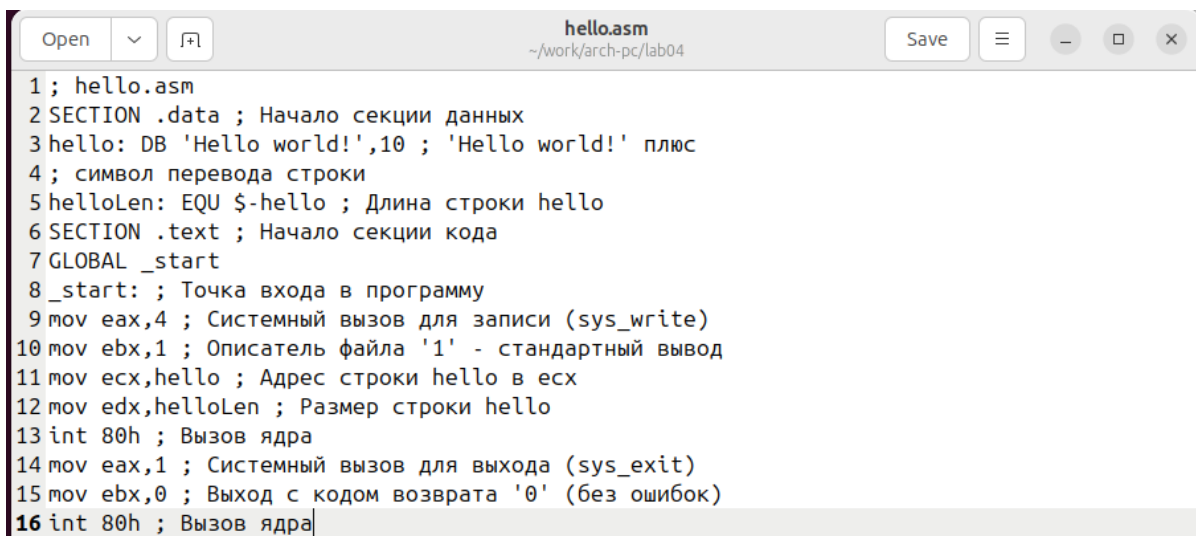 Open
hello.asm
~/work/arch-pc/lab04
Save
1 ; hello.asm
2 SECTION .data ; Начало секции данных
3 hello: DB 'Hello world!',10 ; 'Hello world!' плюс
4 ; символ перевода строки
5 helloLen: EQU $-hello ; Длина строки hello
6 SECTION .text ; Начало секции кода
7 GLOBAL _start
8 _start: ; Точка входа в программу
9 mov eax,4 ; Системный вызов для записи (sys_write)
10 mov ebx,1 ; Описатель файла '1' - стандартный вывод
11 mov ecx,hello ; Адрес строки hello в ecx
12 mov edx,helloLen ; Размер строки hello
13 int 80h ; Вызов ядра
14 mov eax,1 ; Системный вызов для выхода (sys_exit)
15 mov ebx,0 ; Выход с кодом возврата '0' (без ошибок)
16 int 80h ; Вызов ядра